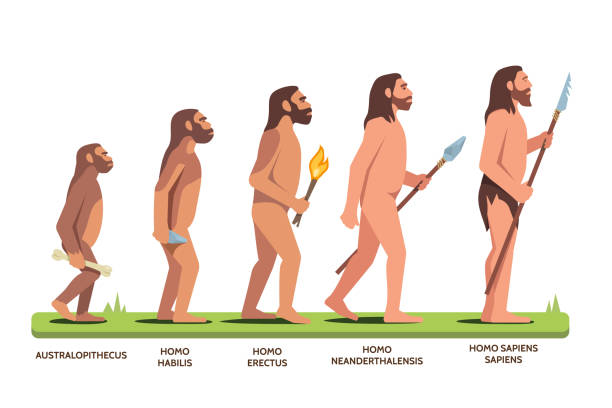 AUSTRALOPITHECUS
HOMO
HABILIS
HOMO
ERECTUS
HOMO
NEANDERTHALENSIS
HOMO SAPIENS
SAPIENS